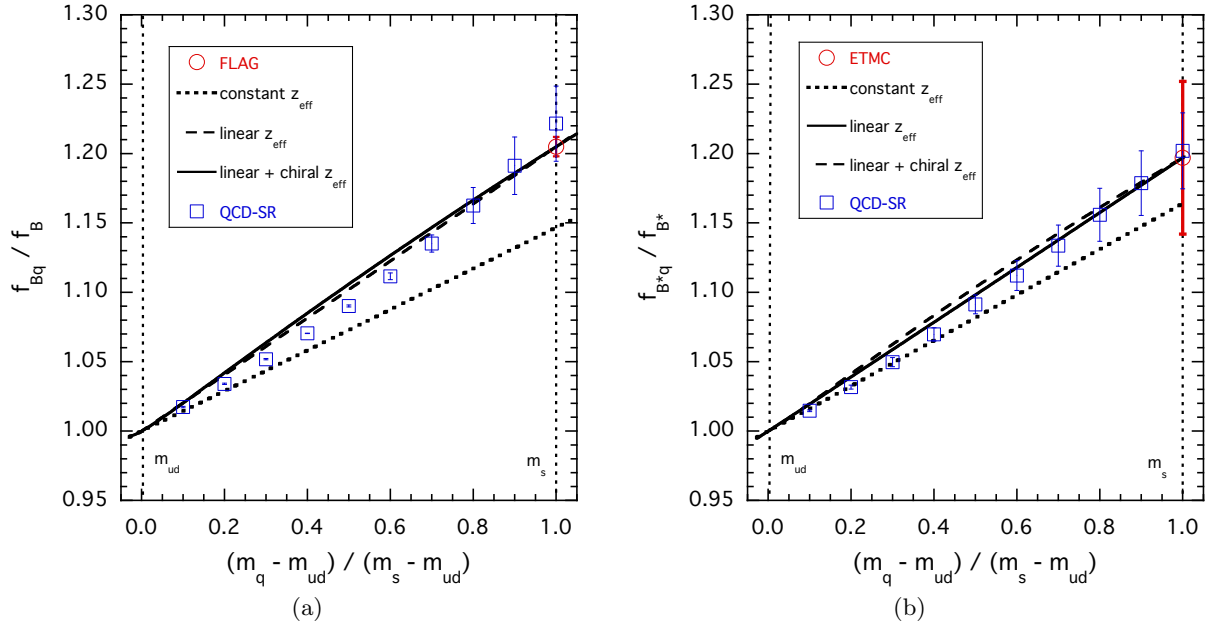 1.30
1.25
1.20
1.15
1.10
1.05
1.00
0.95
f_Bq / f_B
FLAG
constant z_eff
linear z_eff
linear + chiral z_eff
QCD-SR
m_ud
m_s
0.0 0.2 0.4 0.6 0.8 1.0
(m_q - m_ud) / (m_s - m_ud)
(a)
1.30
1.25
1.20
1.15
1.10
1.05
1.00
0.95
f_B*q / f_B*
ETMC
constant z_eff
linear z_eff
linear + chiral z_eff
QCD-SR
m_ud
m_s
0.0 0.2 0.4 0.6 0.8 1.0
(m_q - m_ud) / (m_s - m_ud)
(b)